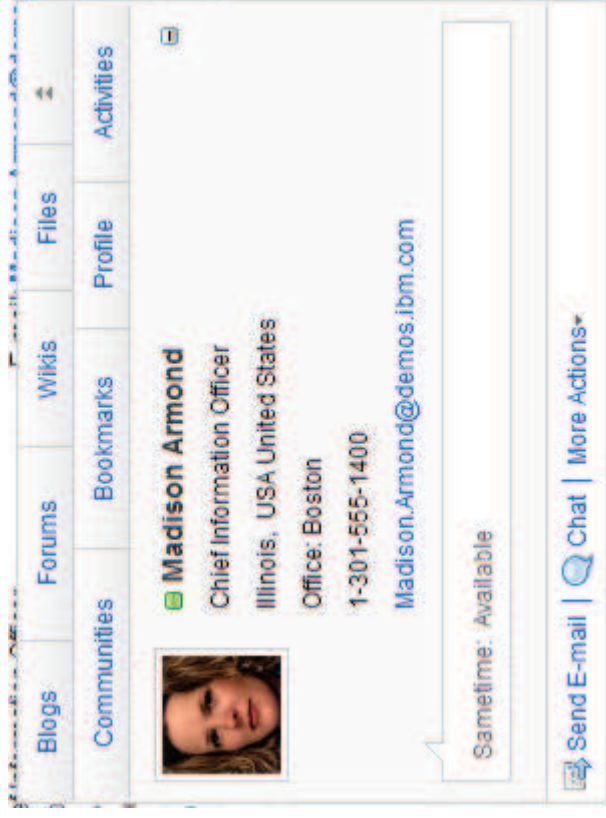 Blogs Forums Wikis Files
Communities Bookmarks Profile Activities
Madison Armond
Chief Information Officer
Illinois, USA United States
Office: Boston
1-301-555-1400
Madison.Armond@demos.ibm.com
Sametime: Available
Send E-mail | Chat | More Actions